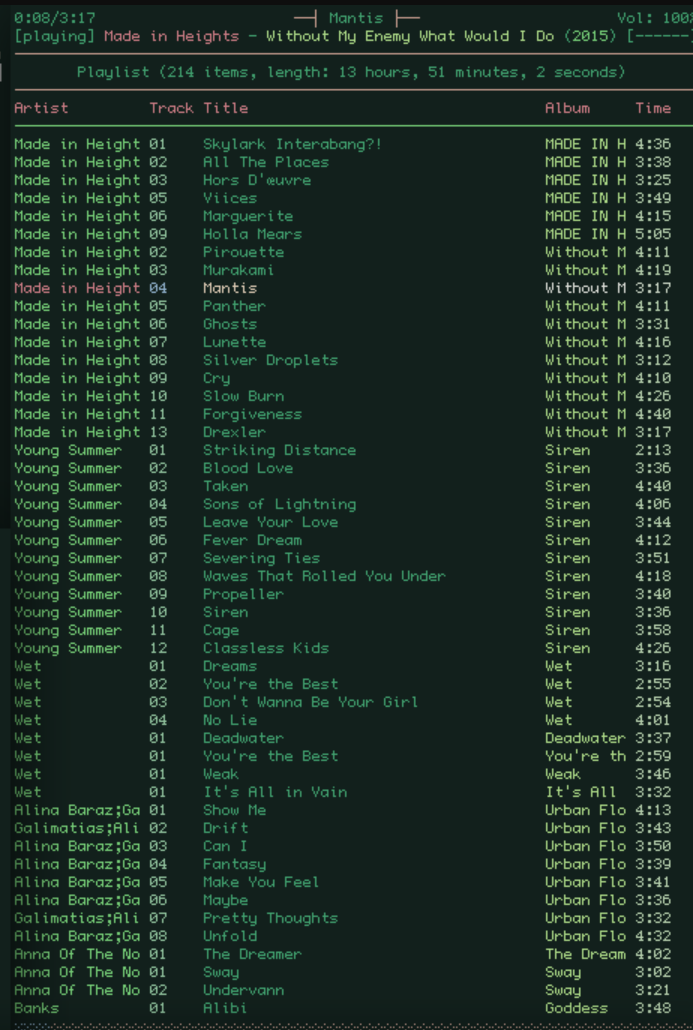 0:08/3:17 ─┤ Mantis ├─ Vol: 100%
[playing] Made in Heights - Without My Enemy What Would I Do (2015) [------]
Playlist (214 items, length: 13 hours, 51 minutes, 2 seconds)
Artist Track Title Album Time
Made in Height 01 Skylark Interabang?! MADE IN H 4:36
Made in Height 02 All The Places MADE IN H 3:38
Made in Height 03 Hors D'œuvre MADE IN H 3:25
Made in Height 05 Viices MADE IN H 3:49
Made in Height 06 Marguerite MADE IN H 4:15
Made in Height 09 Holla Mears MADE IN H 5:05
Made in Height 02 Pirouette Without M 4:11
Made in Height 03 Murakami Without M 4:19
Made in Height 04 Mantis Without M 3:17
Made in Height 05 Panther Without M 4:11
Made in Height 06 Ghosts Without M 3:31
Made in Height 07 Lunette Without M 4:16
Made in Height 08 Silver Droplets Without M 3:12
Made in Height 09 Cry Without M 4:10
Made in Height 10 Slow Burn Without M 4:26
Made in Height 11 Forgiveness Without M 4:40
Made in Height 13 Drexler Without M 3:17
Young Summer 01 Striking Distance Siren 2:13
Young Summer 02 Blood Love Siren 3:36
Young Summer 03 Taken Siren 4:40
Young Summer 04 Sons of Lightning Siren 4:06
Young Summer 05 Leave Your Love Siren 3:44
Young Summer 06 Fever Dream Siren 4:12
Young Summer 07 Severing Ties Siren 3:51
Young Summer 08 Waves That Rolled You Under Siren 4:18
Young Summer 09 Propeller Siren 3:40
Young Summer 10 Siren Siren 3:36
Young Summer 11 Cage Siren 3:58
Young Summer 12 Classless Kids Siren 4:26
Wet 01 Dreams Wet 3:16
Wet 02 You're the Best Wet 2:55
Wet 03 Don't Wanna Be Your Girl Wet 2:54
Wet 04 No Lie Wet 4:01
Wet 01 Deadwater Deadwater 3:37
Wet 01 You're the Best You're th 2:59
Wet 01 Weak Weak 3:46
Wet 01 It's All in Vain It's All 3:32
Alina Baraz;Ga 01 Show Me Urban Flo 4:13
Galimatias;Ali 02 Drift Urban Flo 3:43
Alina Baraz;Ga 03 Can I Urban Flo 3:50
Alina Baraz;Ga 04 Fantasy Urban Flo 3:39
Alina Baraz;Ga 05 Make You Feel Urban Flo 3:41
Alina Baraz;Ga 06 Maybe Urban Flo 3:36
Galimatias;Ali 07 Pretty Thoughts Urban Flo 3:32
Alina Baraz;Ga 08 Unfold Urban Flo 4:32
Anna Of The No 01 The Dreamer The Dream 4:02
Anna Of The No 01 Sway Sway 3:02
Anna Of The No 02 Undervann Sway 3:21
Banks 01 Alibi Goddess 3:48